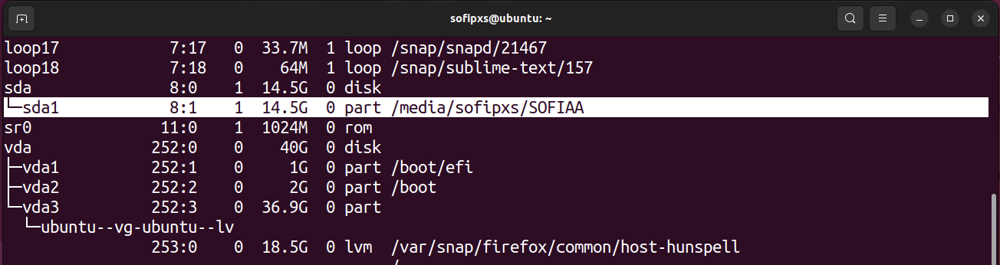 sofipxs@ubuntu: ~
loop17 7:17 0 33.7M 1 loop /snap/snapd/21467
loop18 7:18 0 64M 1 loop /snap/sublime-text/157
sda 8:0 1 14.5G 0 disk
└─sda1 8:1 1 14.5G 0 part /media/sofipxs/SOFIAA
sr0 11:0 1 1024M 0 rom
vda 252:0 0 40G 0 disk
├─vda1 252:1 0 1G 0 part /boot/efi
├─vda2 252:2 0 2G 0 part /boot
└─vda3 252:3 0 36.9G 0 part
└─ubuntu--vg-ubuntu--lv
253:0 0 18.5G 0 lvm /var/snap/firefox/common/host-hunspell